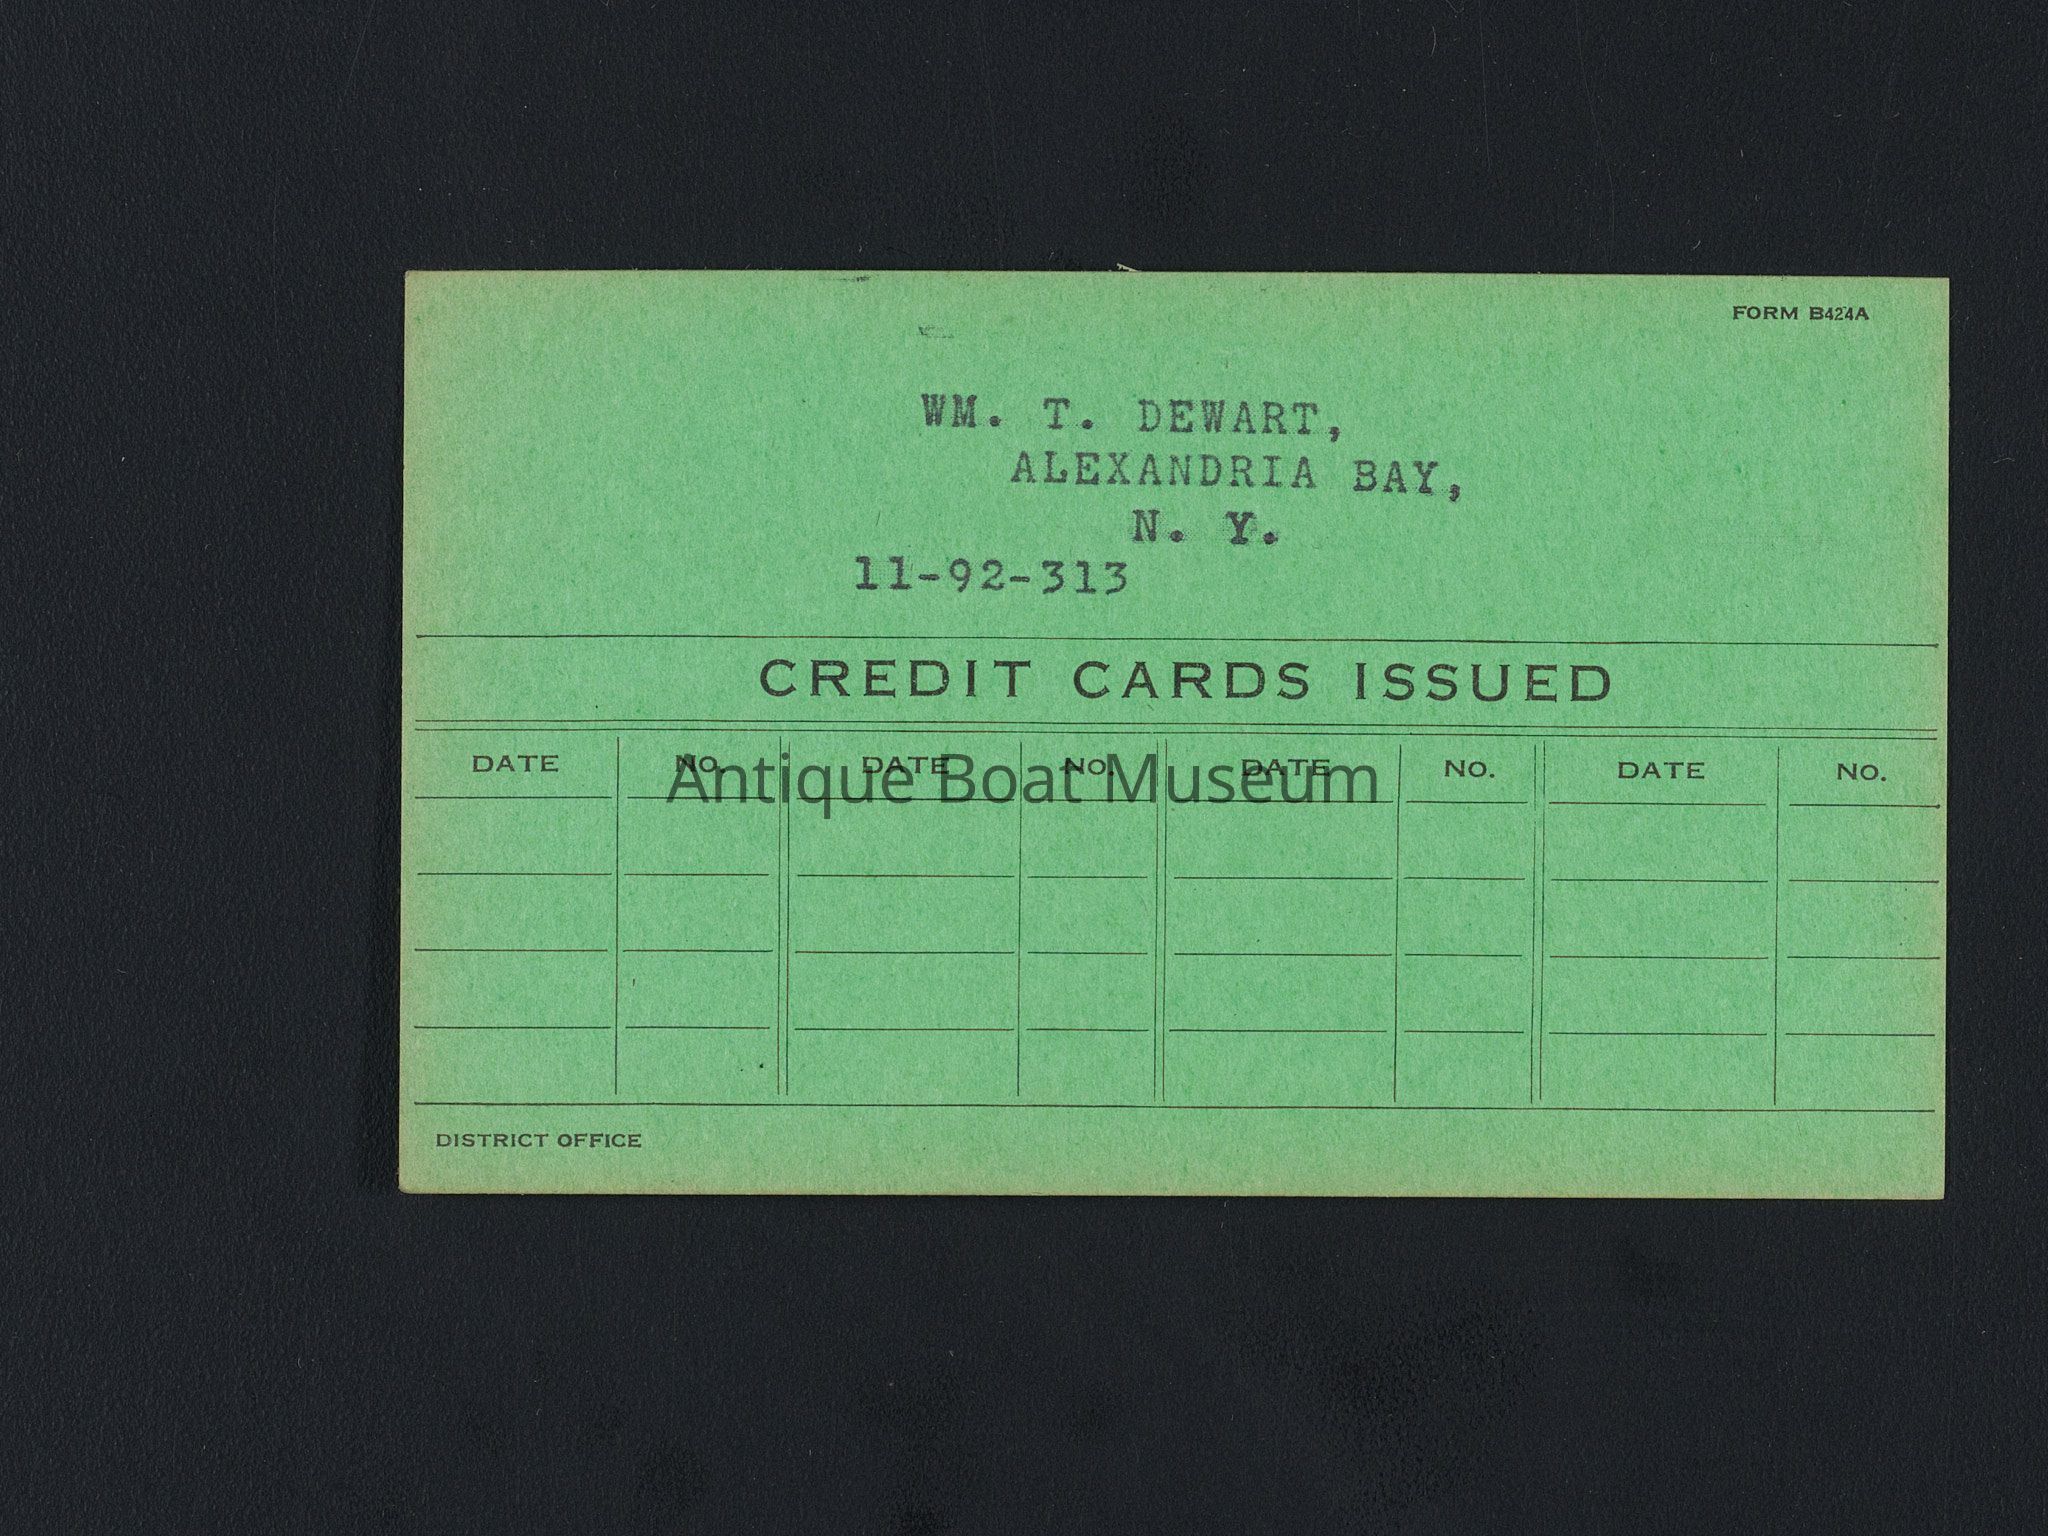 FORM B424A
WM. T. DEWART,
ALEXANDRIA BAY,
N. Y.
11-92-313
CREDIT CARDS ISSUED
DATE NO. DATE NO. DATE NO. DATE NO.
Antique Boat Museum
DISTRICT OFFICE